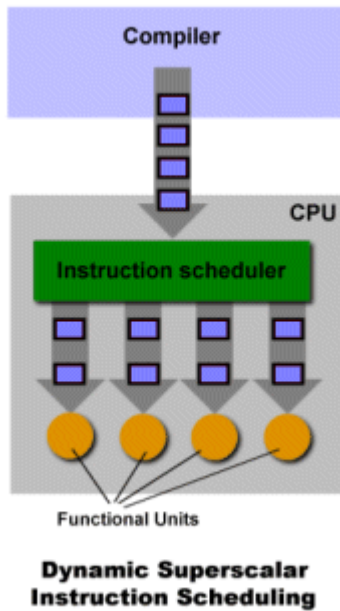 Compiler
CPU
Instruction scheduler
Functional Units
Dynamic Superscalar
Instruction Scheduling